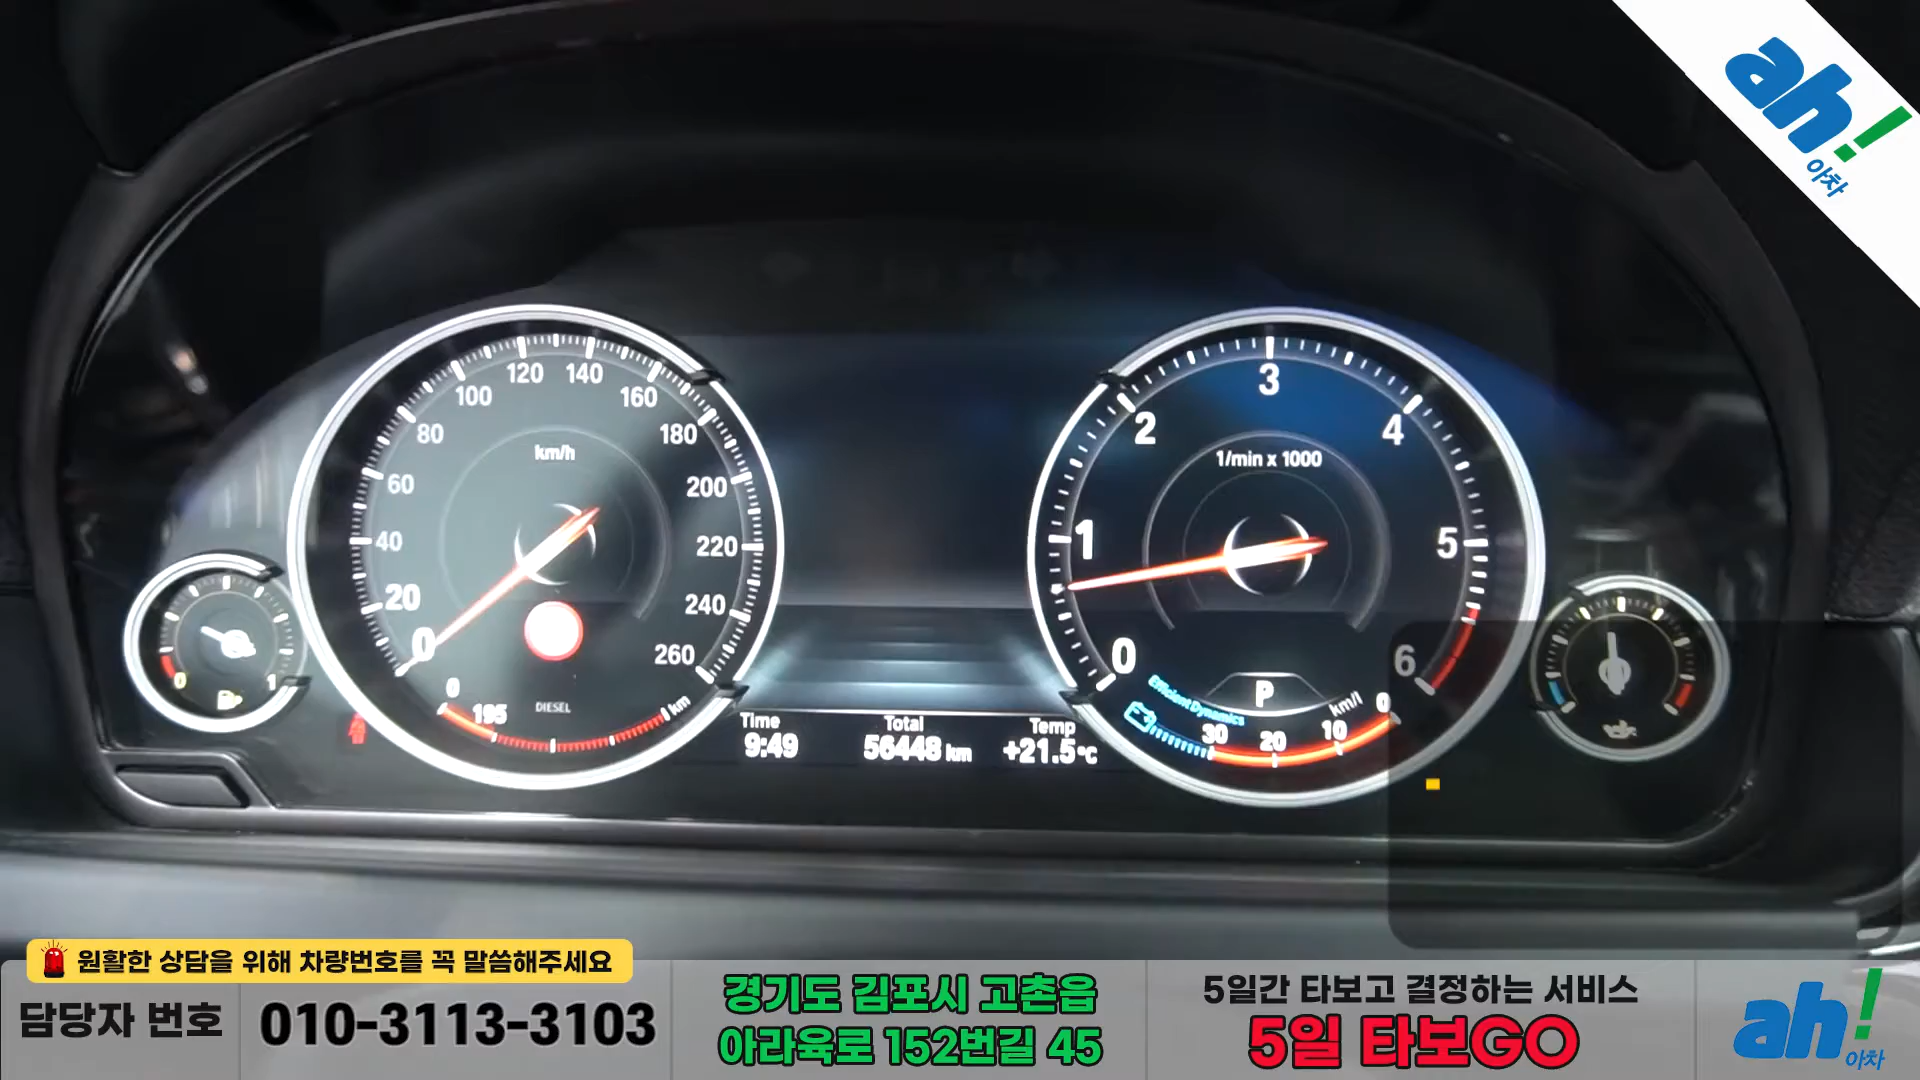 ah!
아차
km/h
0
20
40
60
80
100
120
140
160
180
200
220
240
260
0
195
km
DIESEL
0
1
Time
9:49
Total
56448 km
Temp
+21.5°C
1/min x 1000
0
1
2
3
4
5
6
P
Efficient Dynamics
30
20
10
0
km/l
원활한 상담을 위해 차량번호를 꼭 말씀해주세요
담당자 번호
010-3113-3103
경기도 김포시 고촌읍
아라육로 152번길 45
5일간 타보고 결정하는 서비스
5일 타보GO
ah!
아차